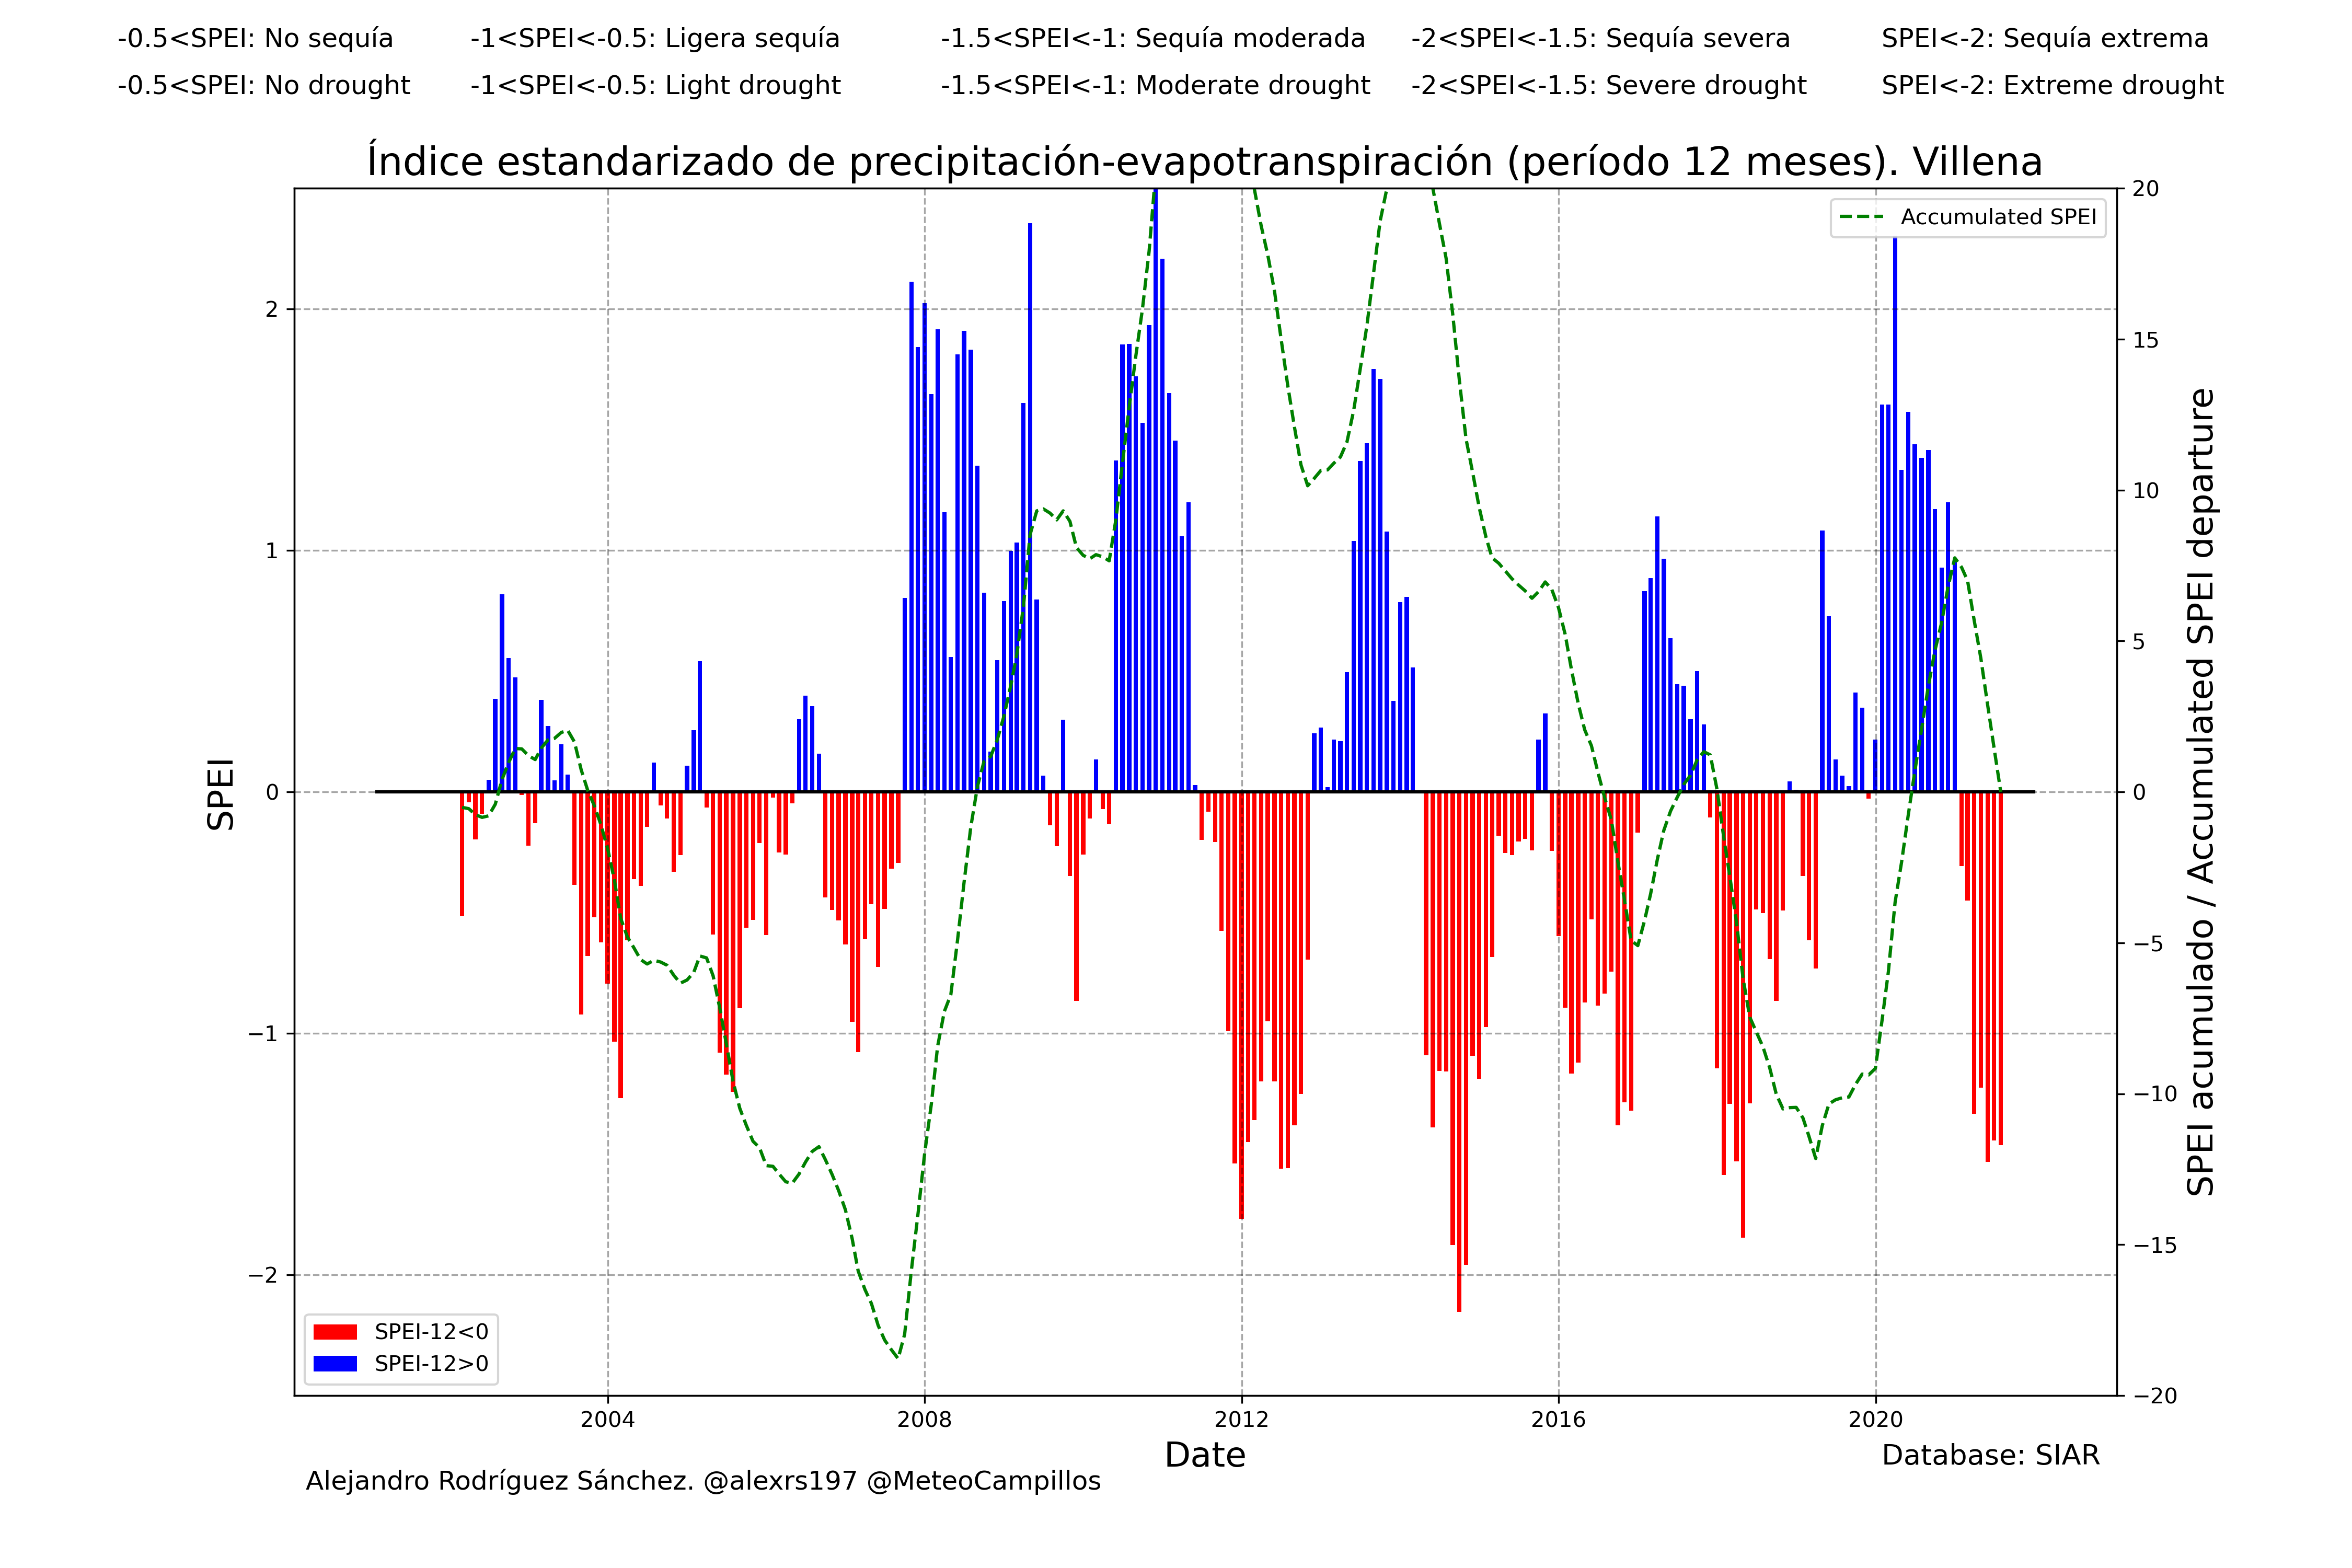 -0.5<SPEI: No sequía -1<SPEI<-0.5: Ligera sequía -1.5<SPEI<-1: Sequía moderada -2<SPEI<-1.5: Sequía severa SPEI<-2: Sequía extrema
-0.5<SPEI: No drought -1<SPEI<-0.5: Light drought -1.5<SPEI<-1: Moderate drought -2<SPEI<-1.5: Severe drought SPEI<-2: Extreme drought
Índice estandarizado de precipitación-evapotranspiración (período 12 meses). Villena
Accumulated SPEI
SPEI
2
1
0
−1
−2
20
15
10
5
0
−5
−10
−15
−20
SPEI acumulado / Accumulated SPEI departure
SPEI-12<0
SPEI-12>0
2004 2008 2012 2016 2020
Date
Database: SIAR
Alejandro Rodríguez Sánchez. @alexrs197 @MeteoCampillos